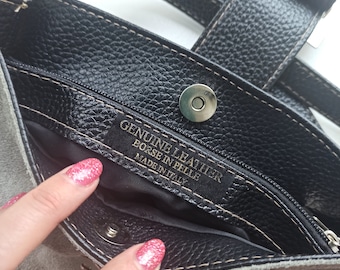 GENUINE LEATHER
BORSE IN PELLE
MADE IN ITALY